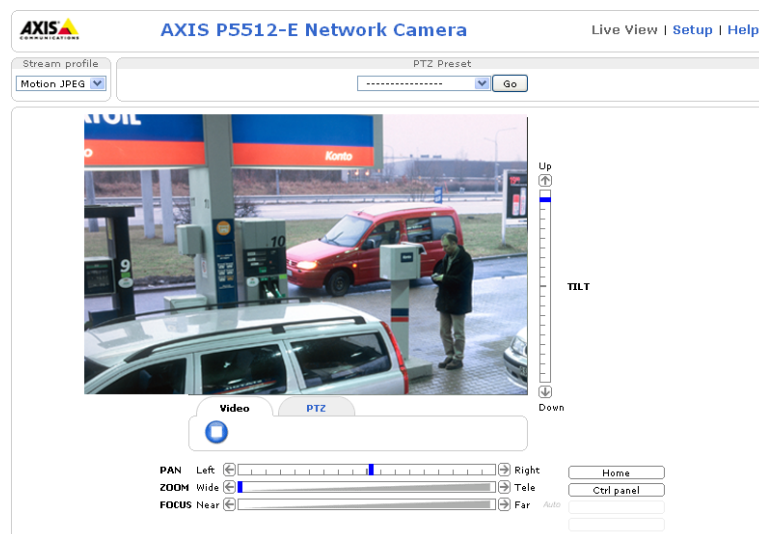 AXIS
COMMUNICATIONS
AXIS P5512-E Network Camera
Live View | Setup | Help
Stream profile
PTZ Preset
Motion JPEG
----------------
Go
Konto
10
9
Up
TILT
Down
Video
PTZ
PAN Left
Right
Home
ZOOM Wide
Tele
Ctrl panel
FOCUS Near
Far
Auto